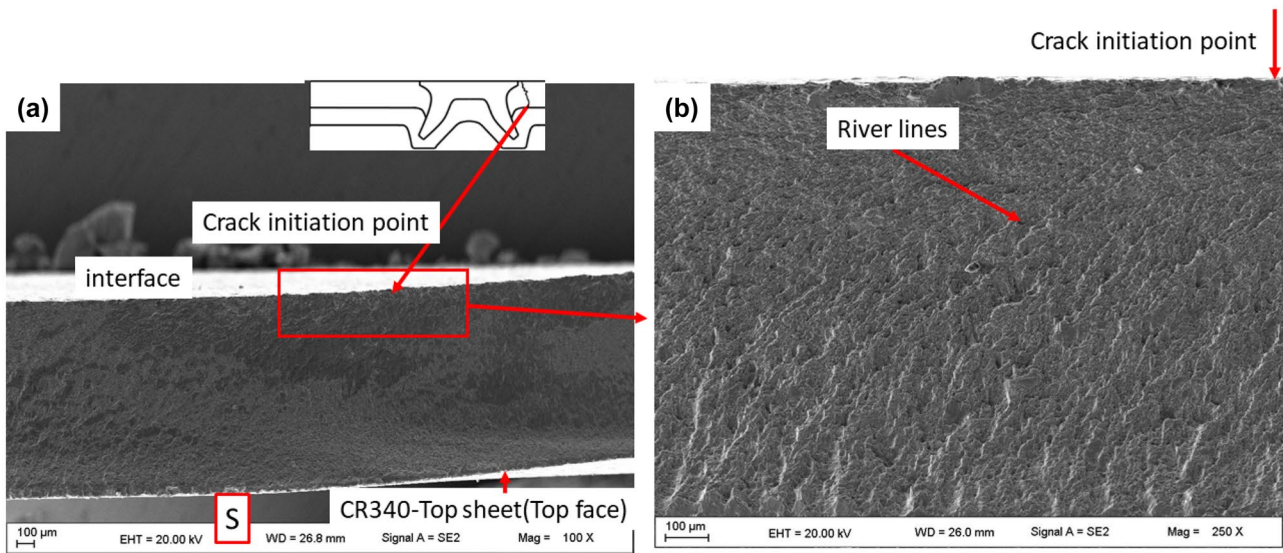 (a)
Crack initiation point
interface
S
CR340-Top sheet(Top face)
100 µm EHT = 20.00 kV WD = 26.8 mm Signal A = SE2 Mag = 100 X
Crack initiation point
(b)
River lines
100 µm EHT = 20.00 kV WD = 26.0 mm Signal A = SE2 Mag = 250 X